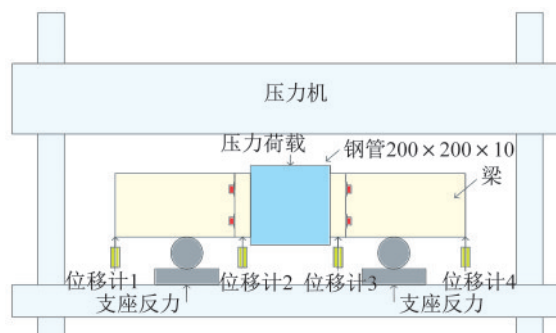 压力机
压力荷载
钢管200×200×10
梁
位移计1
位移计2
位移计3
位移计4
支座反力
支座反力